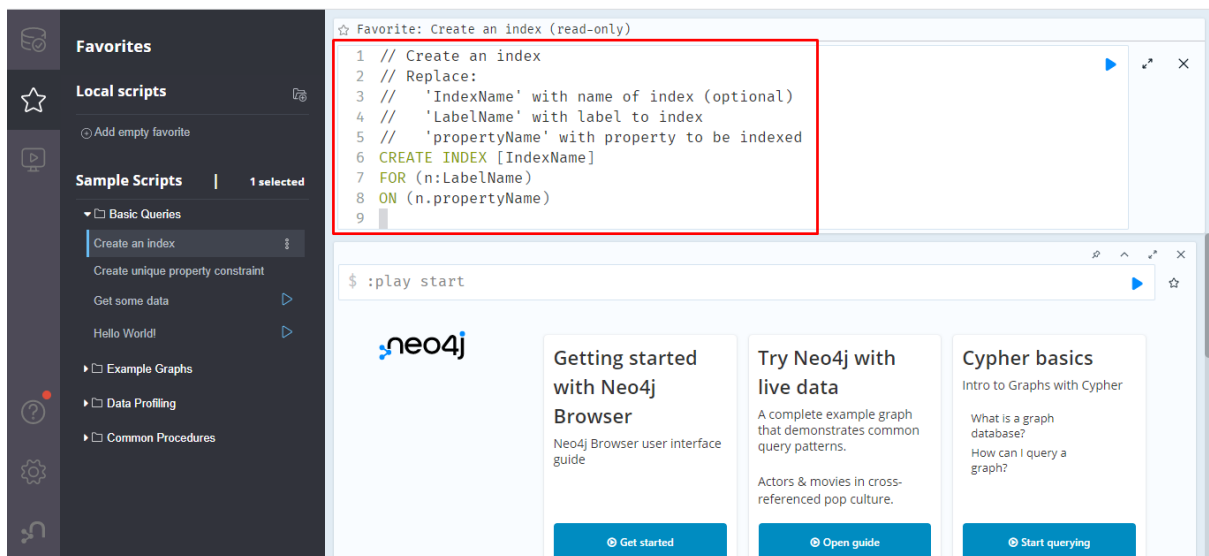 Favorites
Local scripts
Add empty favorite
Sample Scripts | 1 selected
Basic Queries
Create an index
Create unique property constraint
Get some data
Hello World!
Example Graphs
Data Profiling
Common Procedures
Favorite: Create an index (read-only)
1 // Create an index
2 // Replace:
3 //   'IndexName' with name of index (optional)
4 //   'LabelName' with label to index
5 //   'propertyName' with property to be indexed
6 CREATE INDEX [IndexName]
7 FOR (n:LabelName)
8 ON (n.propertyName)
9
$ :play start
neo4j
Getting started
with Neo4j
Browser
Neo4j Browser user interface
guide
Get started
Try Neo4j with
live data
A complete example graph
that demonstrates common
query patterns.
Actors & movies in cross-
referenced pop culture.
Open guide
Cypher basics
Intro to Graphs with Cypher
What is a graph
database?
How can I query a
graph?
Start querying